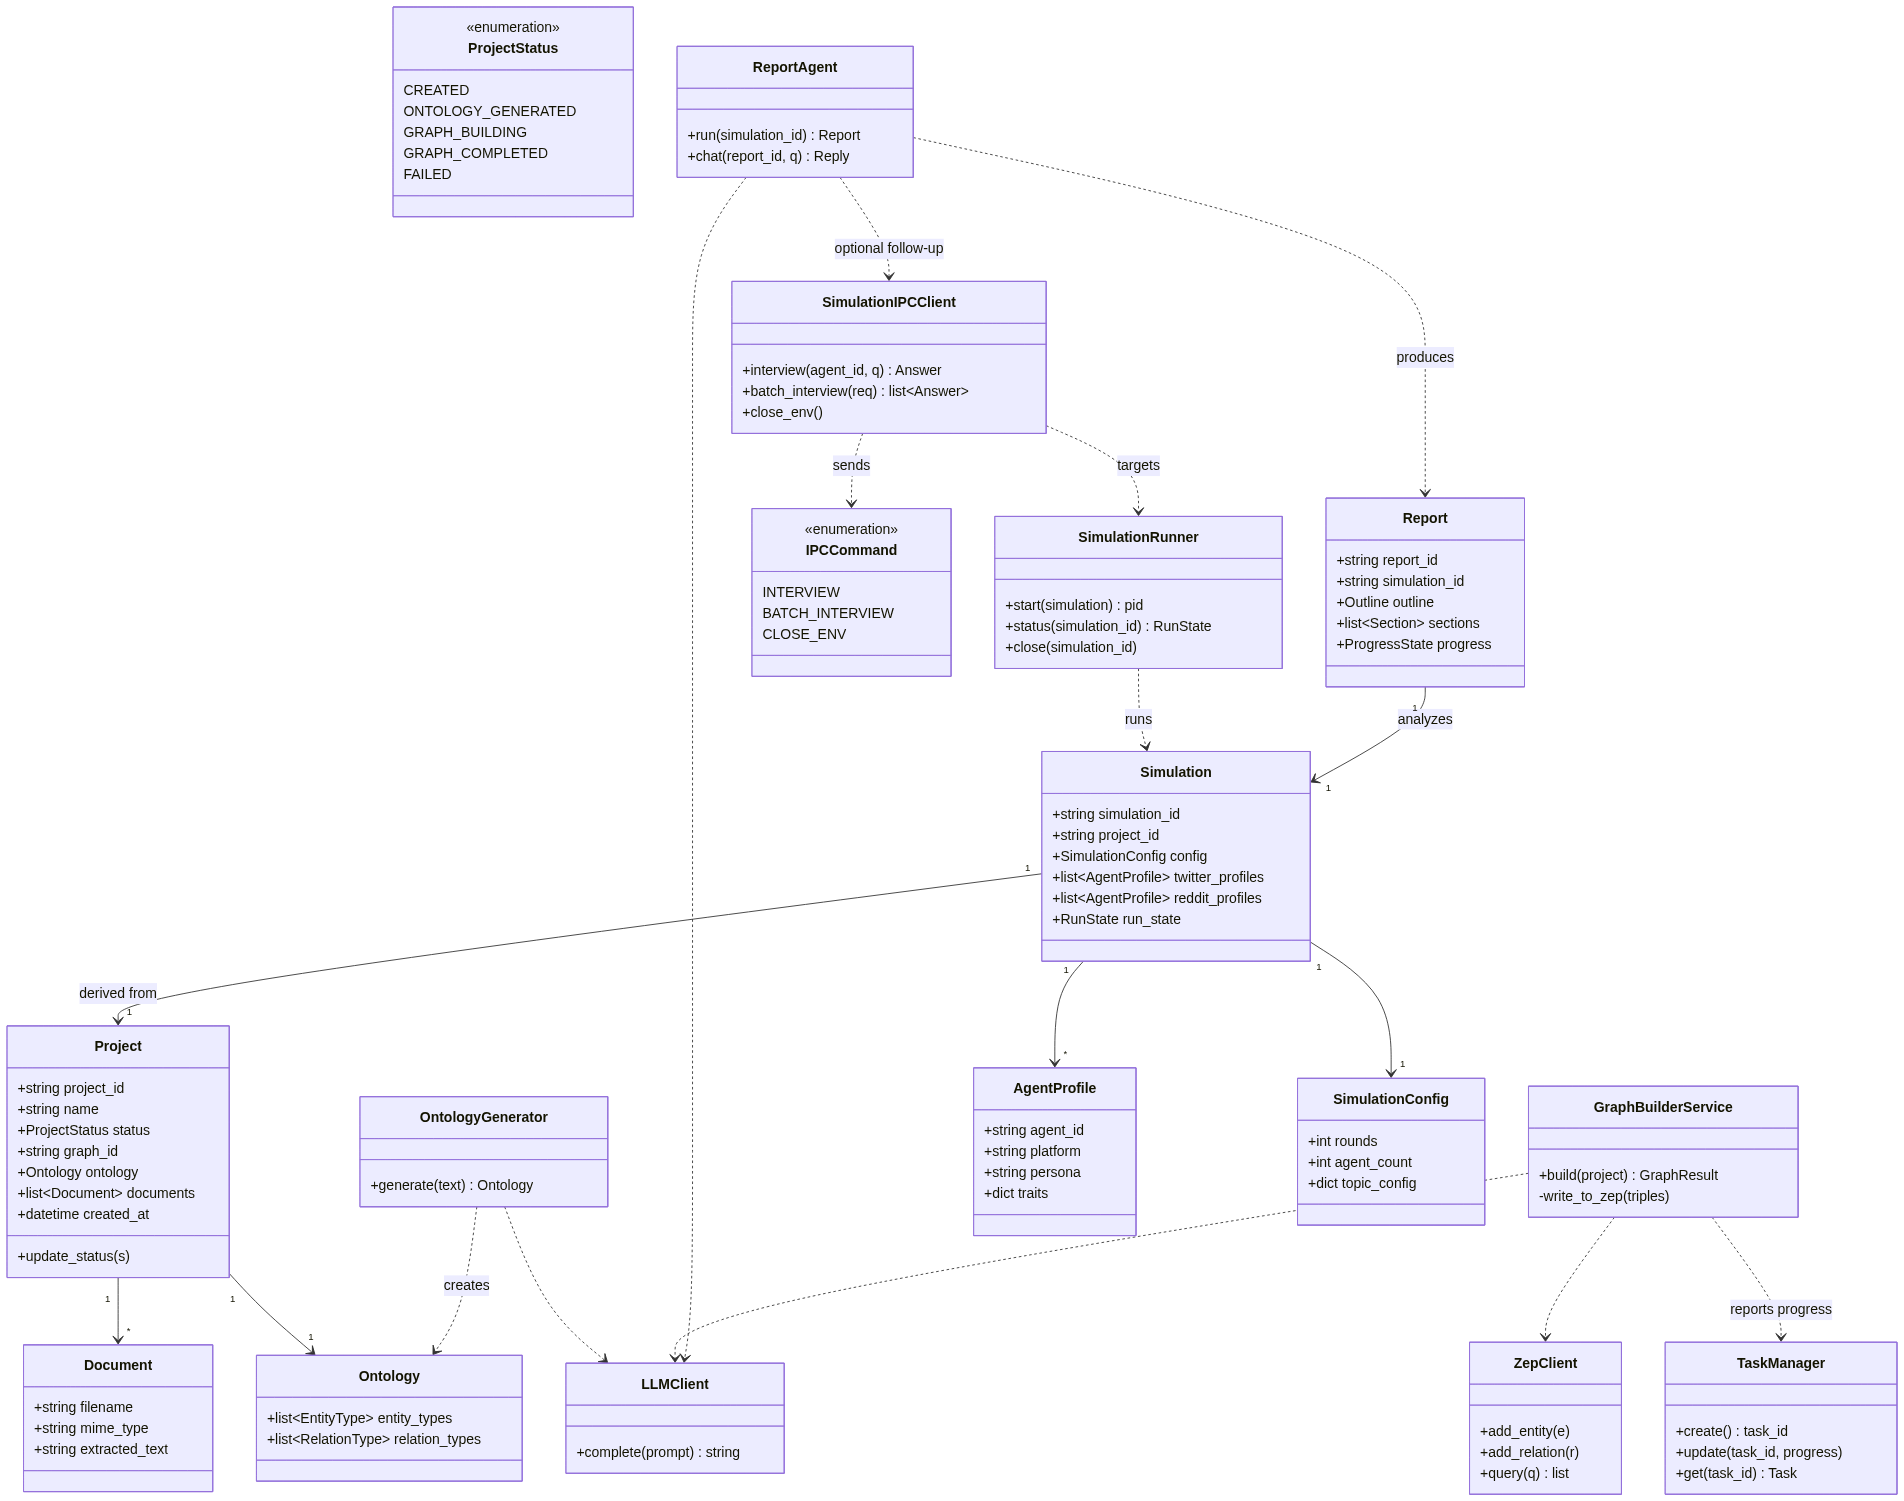 «enumeration»
ProjectStatus
CREATED
ONTOLOGY_GENERATED
GRAPH_BUILDING
GRAPH_COMPLETED
FAILED
ReportAgent
+run(simulation_id) : Report
+chat(report_id, q) : Reply
optional follow-up
produces
SimulationIPCClient
+interview(agent_id, q) : Answer
+batch_interview(req) : list<Answer>
+close_env()
sends
targets
«enumeration»
IPCCommand
INTERVIEW
BATCH_INTERVIEW
CLOSE_ENV
SimulationRunner
+start(simulation) : pid
+status(simulation_id) : RunState
+close(simulation_id)
Report
+string report_id
+string simulation_id
+Outline outline
+list<Section> sections
+ProgressState progress
runs
1
analyzes
1
Simulation
+string simulation_id
+string project_id
+SimulationConfig config
+list<AgentProfile> twitter_profiles
+list<AgentProfile> reddit_profiles
+RunState run_state
1
derived from
1
1
*
1
1
Project
+string project_id
+string name
+ProjectStatus status
+string graph_id
+Ontology ontology
+list<Document> documents
+datetime created_at
+update_status(s)
OntologyGenerator
+generate(text) : Ontology
AgentProfile
+string agent_id
+string platform
+string persona
+dict traits
SimulationConfig
+int rounds
+int agent_count
+dict topic_config
GraphBuilderService
+build(project) : GraphResult
-write_to_zep(triples)
1
*
1
1
creates
reports progress
Document
+string filename
+string mime_type
+string extracted_text
Ontology
+list<EntityType> entity_types
+list<RelationType> relation_types
LLMClient
+complete(prompt) : string
ZepClient
+add_entity(e)
+add_relation(r)
+query(q) : list
TaskManager
+create() : task_id
+update(task_id, progress)
+get(task_id) : Task